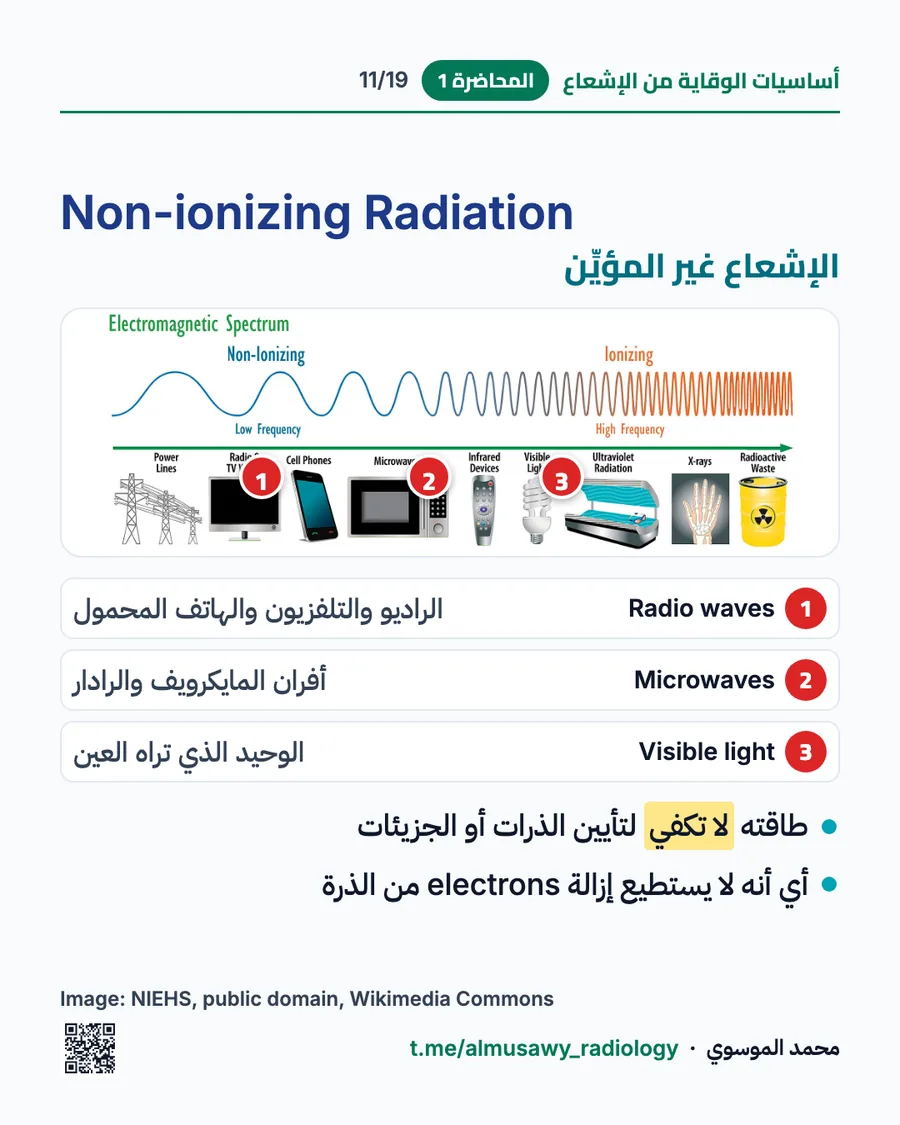 أساسيات الوقاية من الإشعاع المحاضرة 1 11/19
Non-ionizing Radiation
الإشعاع غير المؤيِّن
Electromagnetic Spectrum
Non-Ionizing Ionizing
Low Frequency High Frequency
Power Lines
Cell Phones
Infrared Devices
Ultraviolet Radiation
X-rays
Radioactive Waste
1 2 3
1 Radio waves الراديو والتلفزيون والهاتف المحمول
2 Microwaves أفران المايكرويف والرادار
3 Visible light الوحيد الذي تراه العين
طاقته لا تكفي لتأيين الذرات أو الجزيئات
أي أنه لا يستطيع إزالة electrons من الذرة
Image: NIEHS, public domain, Wikimedia Commons
محمد الموسوي · t.me/almusawy_radiology